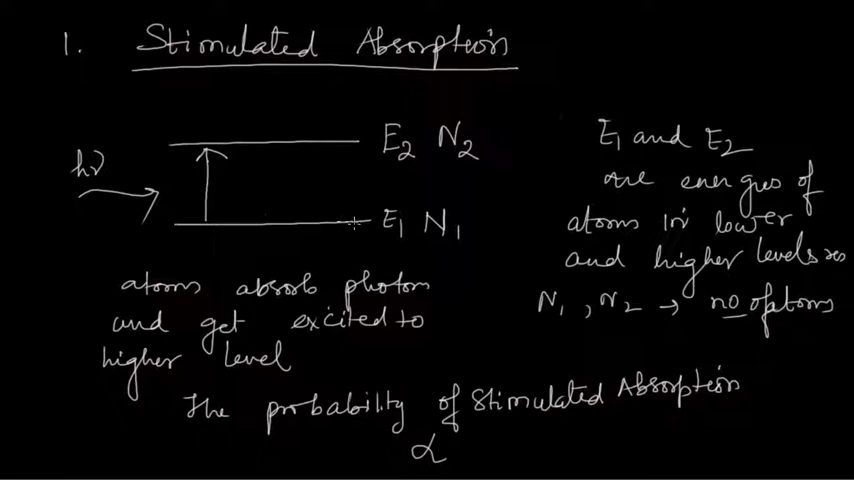 1. Stimulated Absorption
hν
E2 N2
E1 N1
E1 and E2
are energies of
atoms in lower
and higher levels
N1, N2 → no of atoms
atoms absorb photon
and get excited to
higher level
The probability of Stimulated Absorption
α